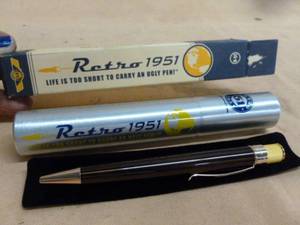 Retro 1951
LIFE IS TOO SHORT TO CARRY AN UGLY PEN!
Retro 1951